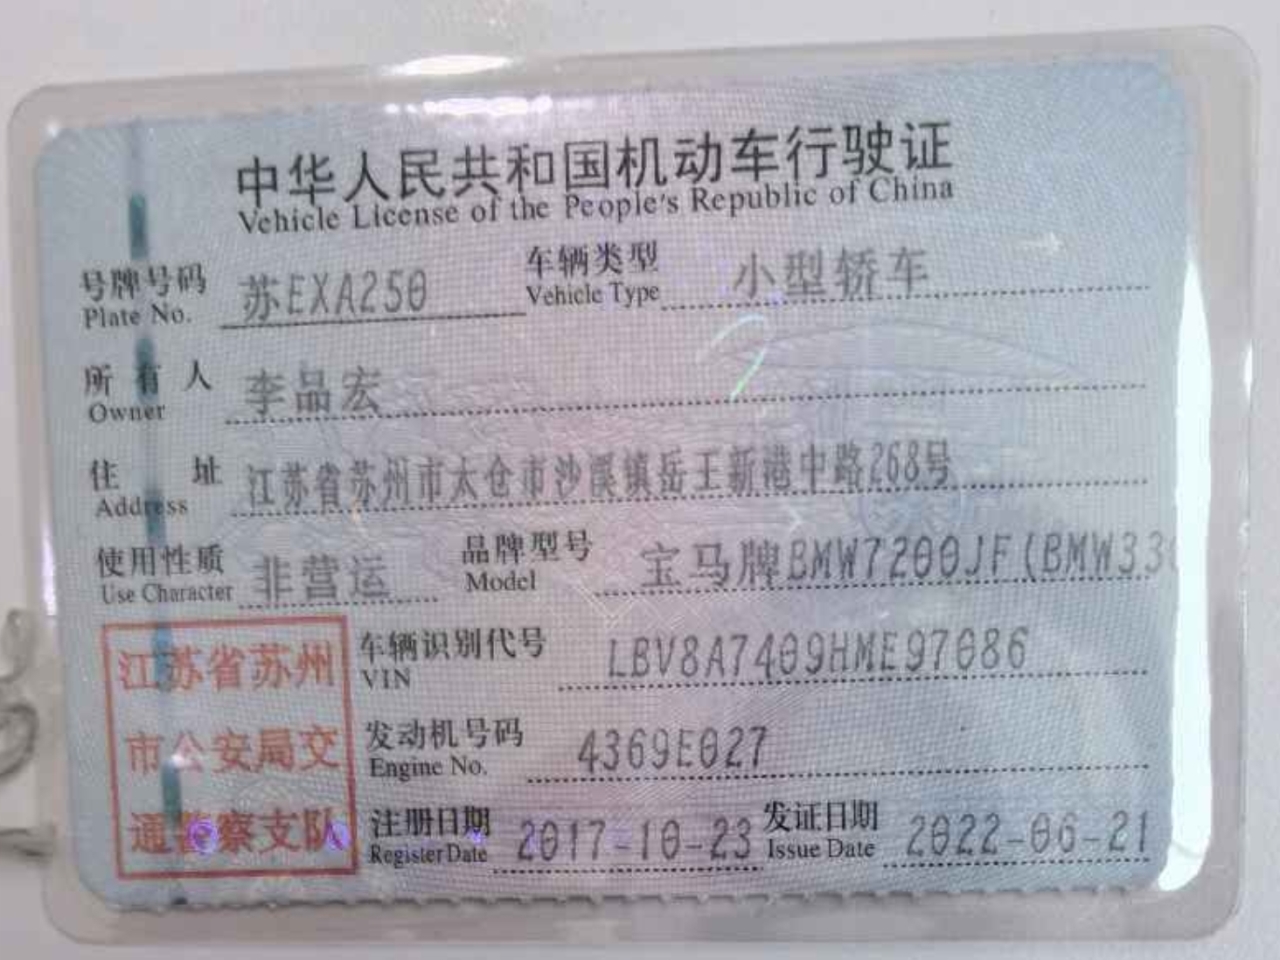 中华人民共和国机动车行驶证
Vehicle License of the People's Republic of China
号牌号码 苏EXA250 车辆类型 小型轿车
Plate No. Vehicle Type
所有人 李品宏
Owner
住址 江苏省苏州市太仓市沙溪镇岳王新港中路268号
Address
使用性质 非营运 品牌型号 宝马牌BMW7200JF(BMW330
Use Character Model
江苏省苏州
市公安局交
通警察支队
车辆识别代号 LBV8A7409HME97086
VIN
发动机号码 4369E027
Engine No.
注册日期 2017-10-23 发证日期 2022-06-21
Register Date Issue Date